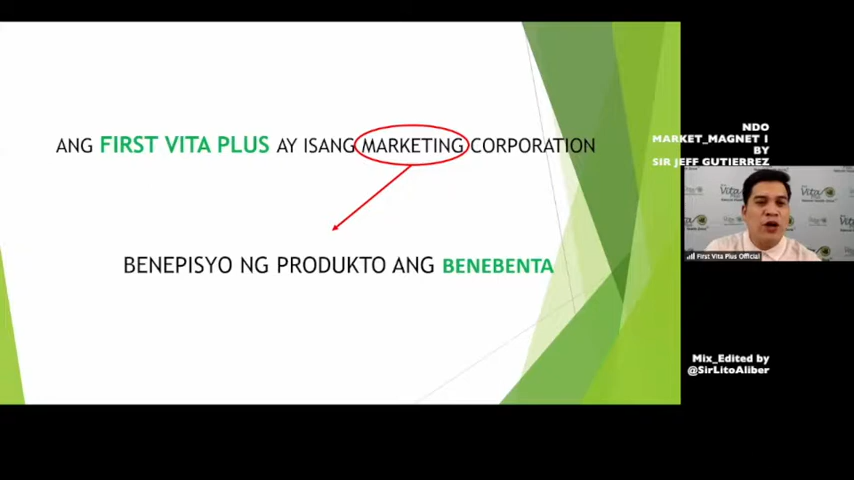 ANG FIRST VITA PLUS AY ISANG MARKETING CORPORATION
BENEPISYO NG PRODUKTO ANG BENEBENTA
NDO
MARKET_MAGNET I
BY
SIR JEFF GUTIERREZ
First Vita Plus Official
Mix_Edited by
@SirLitoAliber